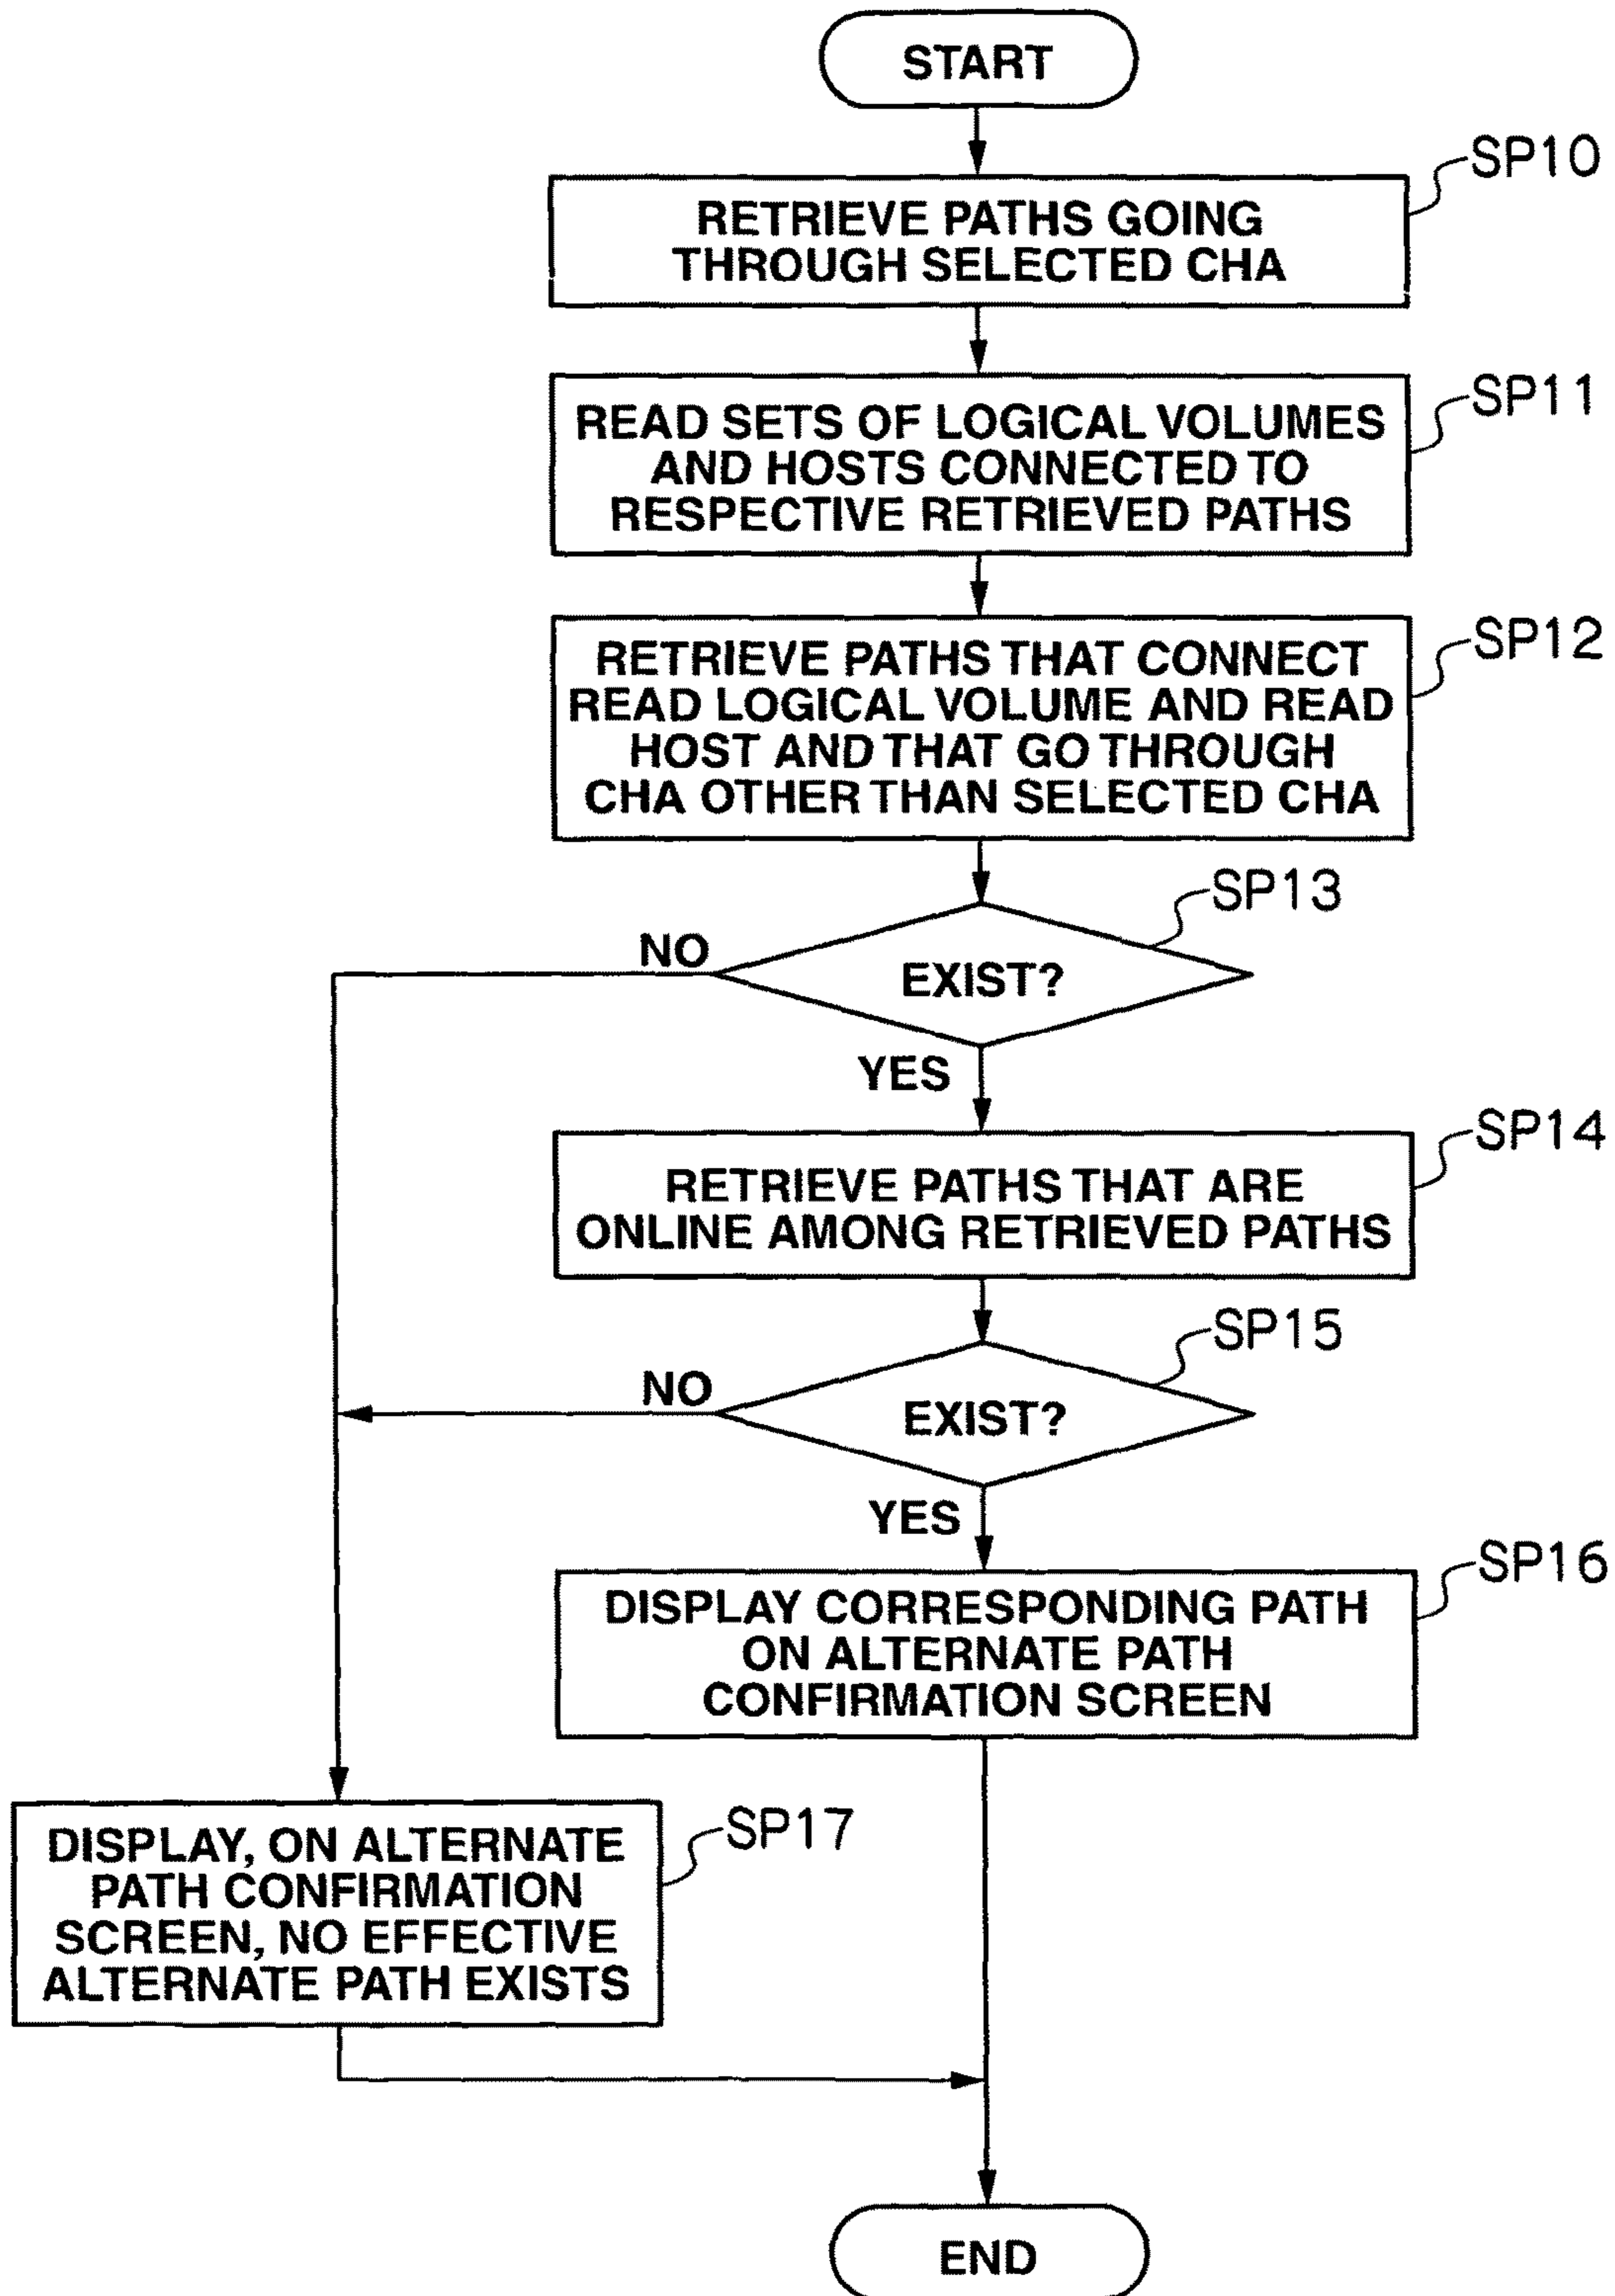 START
SP10
RETRIEVE PATHS GOING
THROUGH SELECTED CHA
SP11
READ SETS OF LOGICAL VOLUMES
AND HOSTS CONNECTED TO
RESPECTIVE RETRIEVED PATHS
SP12
RETRIEVE PATHS THAT CONNECT
READ LOGICAL VOLUME AND READ
HOST AND THAT GO THROUGH
CHA OTHER THAN SELECTED CHA
SP13
NO
EXIST?
YES
SP14
RETRIEVE PATHS THAT ARE
ONLINE AMONG RETRIEVED PATHS
SP15
NO
EXIST?
YES
SP16
DISPLAY CORRESPONDING PATH
ON ALTERNATE PATH
CONFIRMATION SCREEN
SP17
DISPLAY, ON ALTERNATE
PATH CONFIRMATION
SCREEN, NO EFFECTIVE
ALTERNATE PATH EXISTS
END